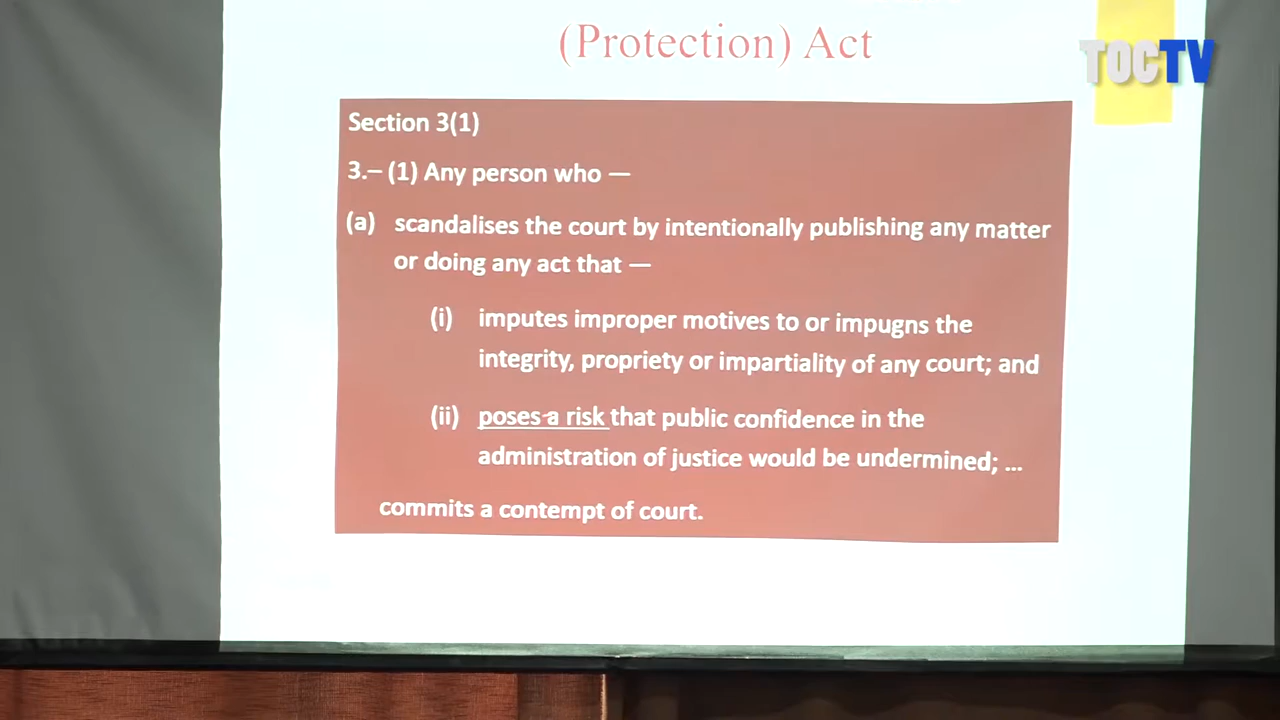 (Protection) Act
TOCTV
Section 3(1)
3.– (1) Any person who —
(a) scandalises the court by intentionally publishing any matter
or doing any act that —
(i) imputes improper motives to or impugns the
integrity, propriety or impartiality of any court; and
(ii) poses a risk that public confidence in the
administration of justice would be undermined; ...
commits a contempt of court.